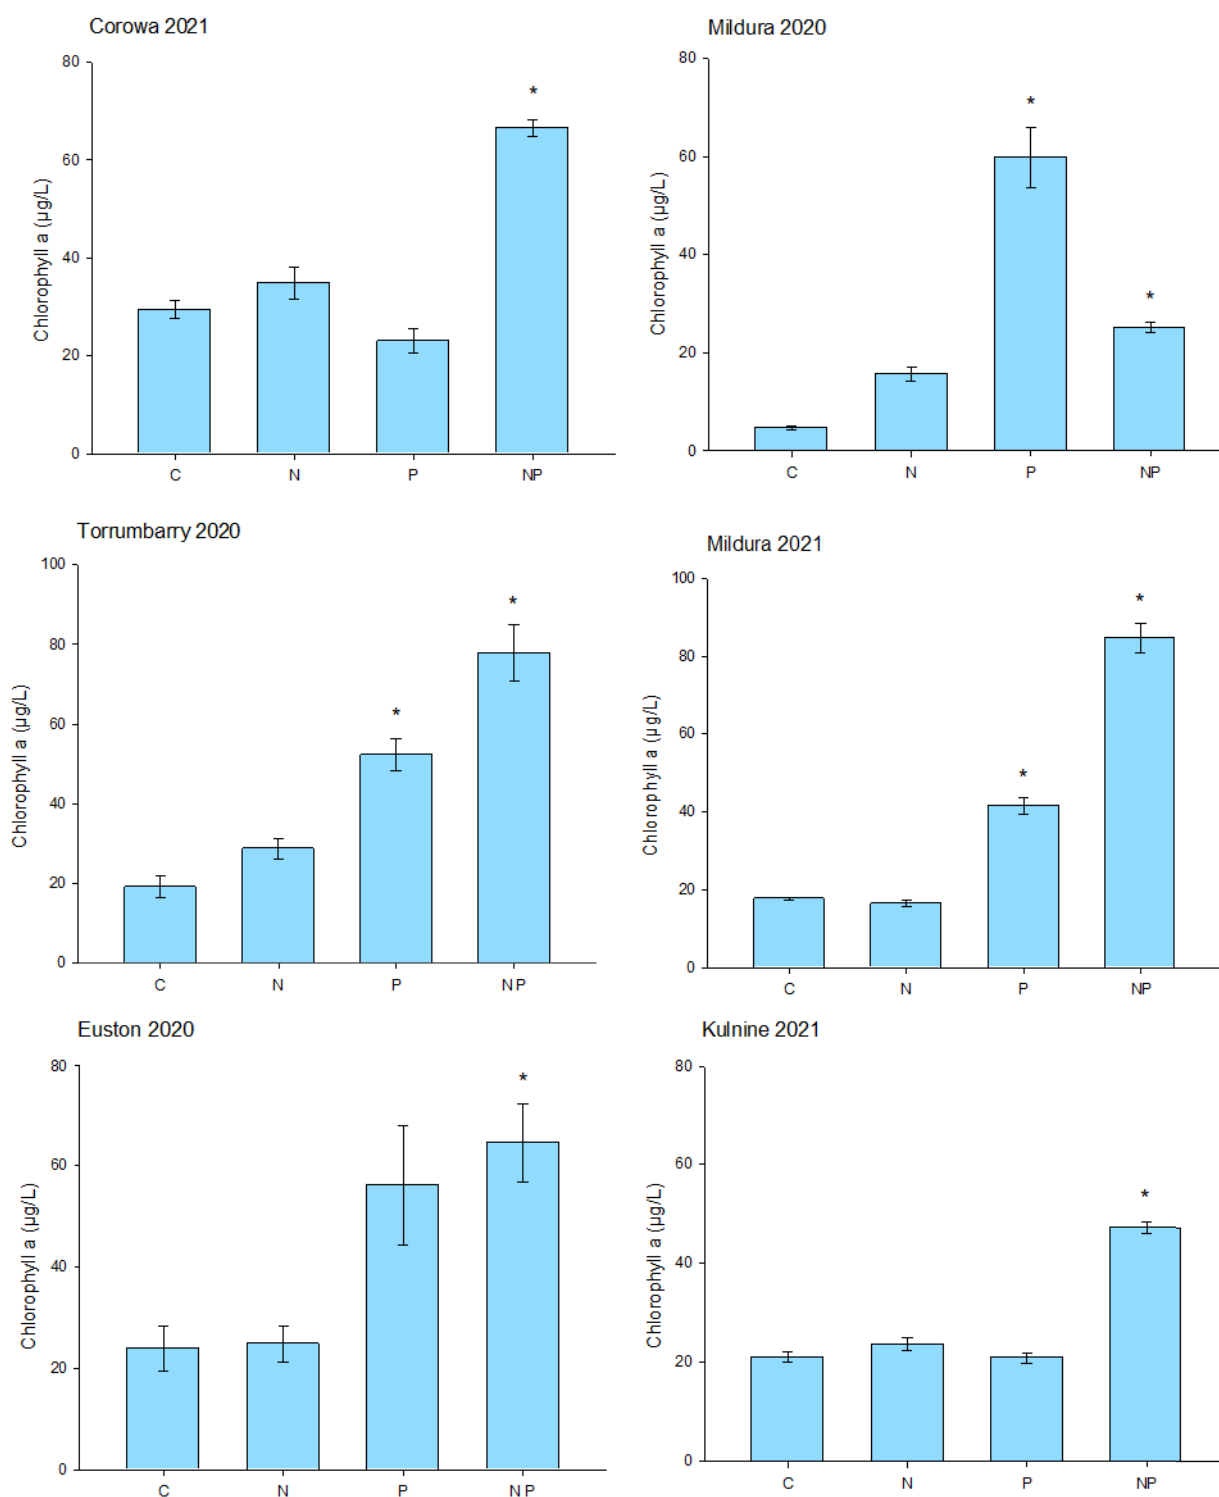 Corowa 2021
80
*
60
40
20
0
Chlorophyll a (µg/L)
C N P NP
Mildura 2020
80
*
60
40
*
20
0
Chlorophyll a (µg/L)
C N P NP
Torrumbarry 2020
100
80
*
60
*
40
20
0
Chlorophyll a (µg/L)
C N P NP
Mildura 2021
100
*
80
60
*
40
20
0
Chlorophyll a (µg/L)
C N P NP
Euston 2020
80
*
60
40
20
0
Chlorophyll a (µg/L)
C N P NP
Kulnine 2021
80
60
*
40
20
0
Chlorophyll a (µg/L)
C N P NP